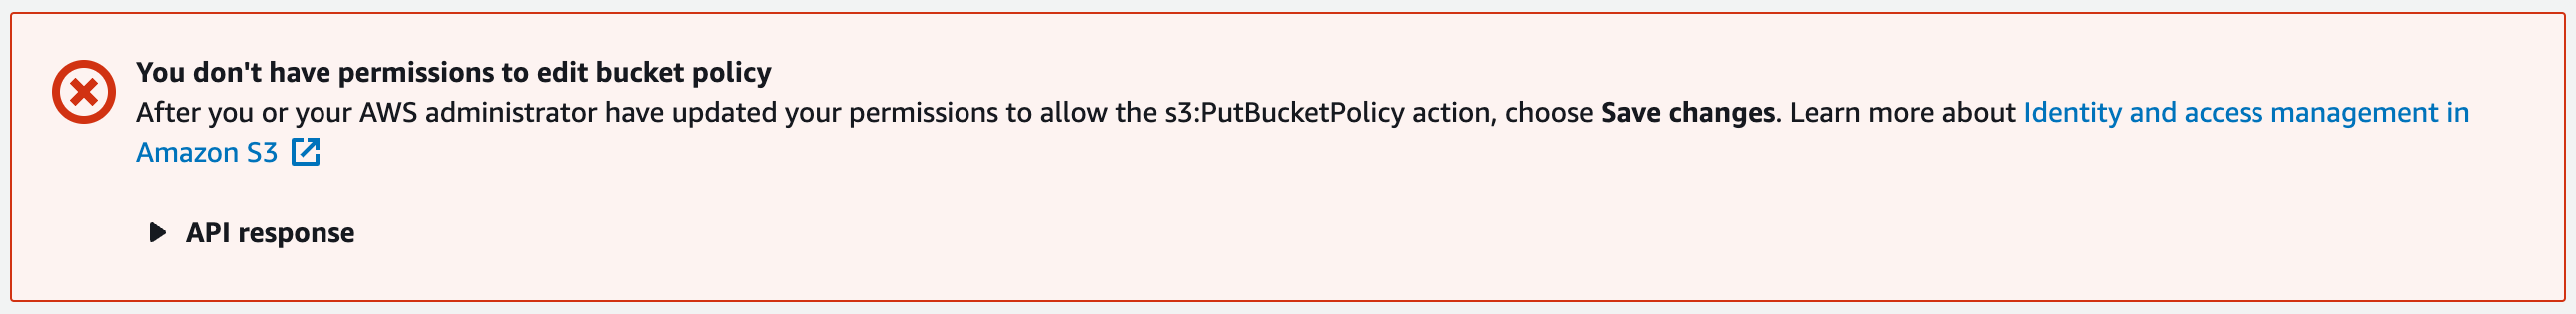 You don't have permissions to edit bucket policy
After you or your AWS administrator have updated your permissions to allow the s3:PutBucketPolicy action, choose Save changes. Learn more about Identity and access management in
Amazon S3
API response